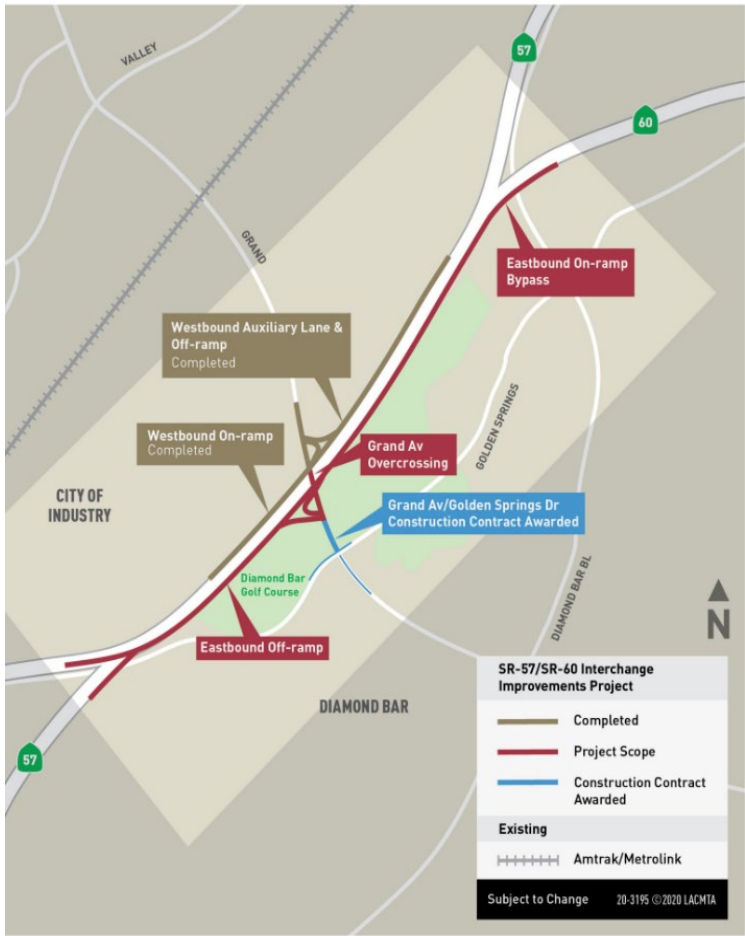 57
VALLEY
60
GRAND
Eastbound On-ramp
Bypass
Westbound Auxiliary Lane &
Off-ramp
Completed
GOLDEN SPRINGS
Westbound On-ramp
Completed
Grand Av
Overcrossing
CITY OF
INDUSTRY
Grand Av/Golden Springs Dr
Construction Contract Awarded
Diamond Bar
Golf Course
DIAMOND BAR BL
N
Eastbound Off-ramp
DIAMOND BAR
57
SR-57/SR-60 Interchange
Improvements Project
Completed
Project Scope
Construction Contract
Awarded
Existing
Amtrak/Metrolink
Subject to Change 20-3195 ©2020 LACMTA